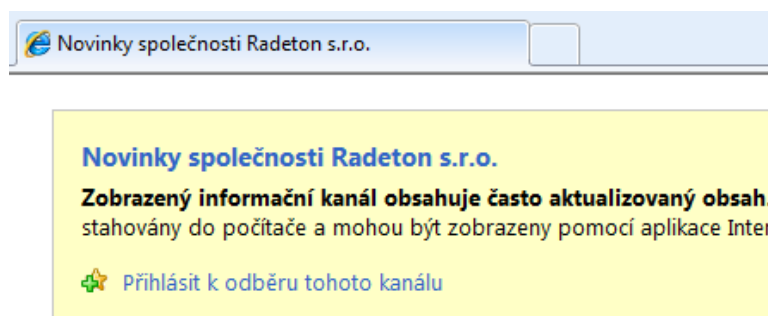 Novinky společnosti Radeton s.r.o.
Novinky společnosti Radeton s.r.o.
Zobrazený informační kanál obsahuje často aktualizovaný obsah.
stahovány do počítače a mohou být zobrazeny pomocí aplikace
Přihlásit k odběru tohoto kanálu